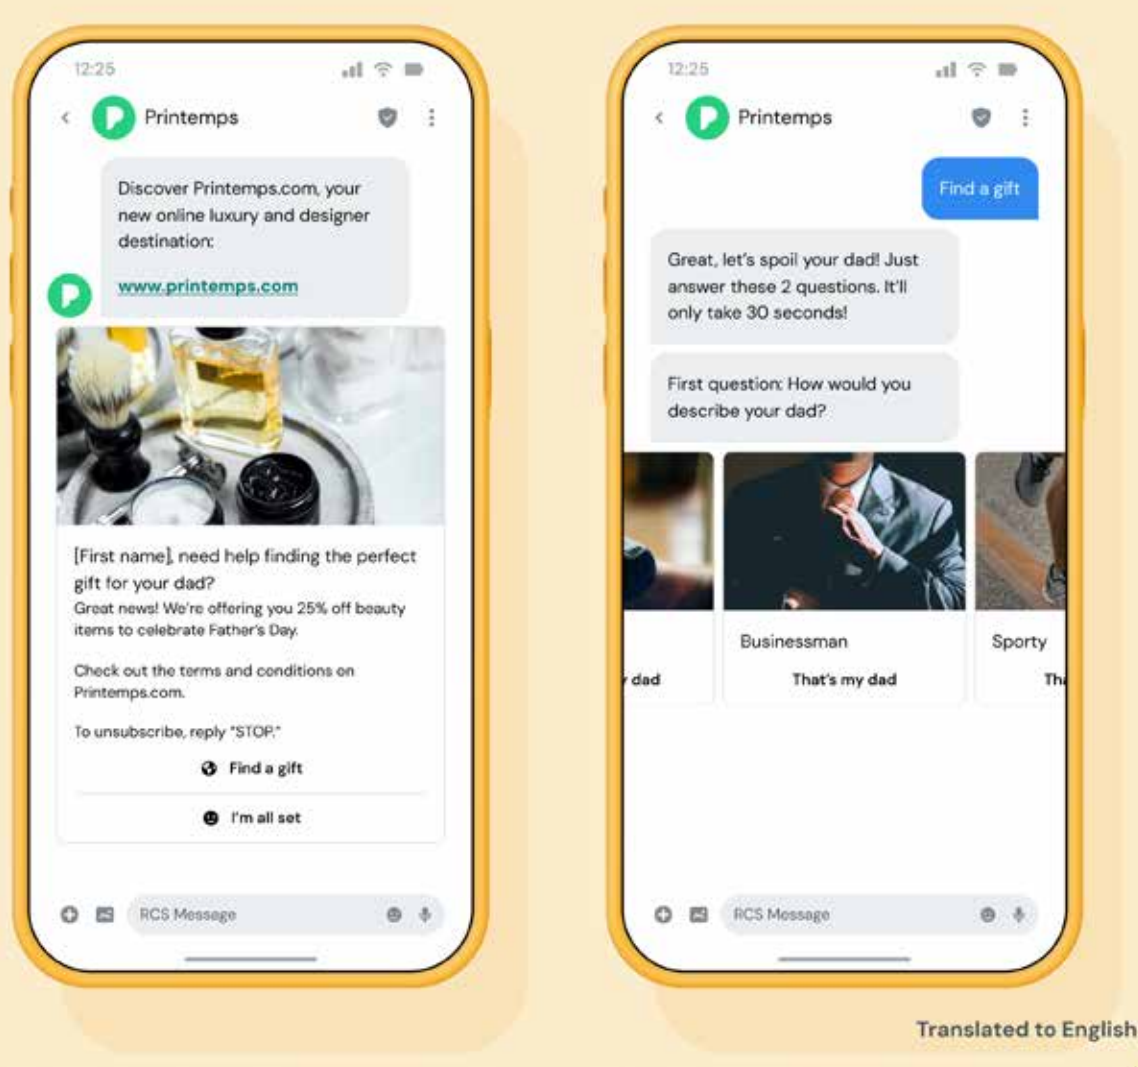 12:25
Printemps
Discover Printemps.com, your
new online luxury and designer
destination:
www.printemps.com
[First name], need help finding the perfect
gift for your dad?
Great news! We're offering you 25% off beauty
items to celebrate Father's Day.
Check out the terms and conditions on
Printemps.com.
To unsubscribe, reply "STOP."
Find a gift
I'm all set
RCS Message
12:25
Printemps
Find a gift
Great, let's spoil your dad! Just
answer these 2 questions. It'll
only take 30 seconds!
First question: How would you
describe your dad?
Businessman
Sporty
dad
That's my dad
RCS Message
Translated to English